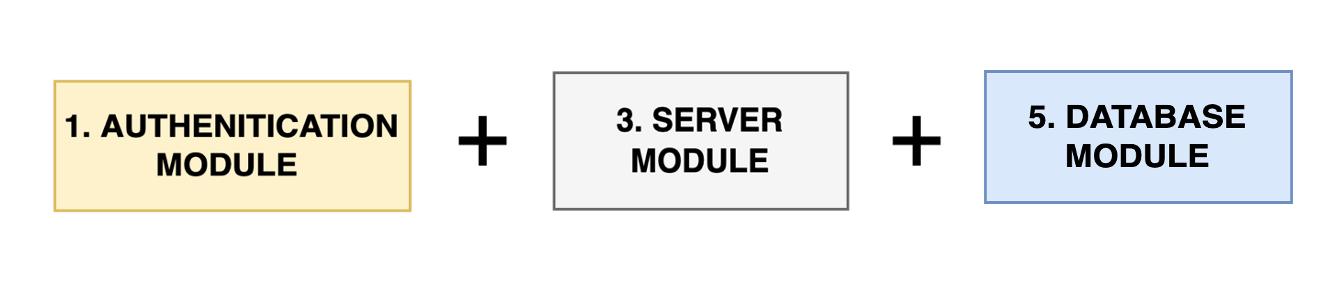 1. AUTHENITICATION
MODULE
+
3. SERVER
MODULE
+
5. DATABASE
MODULE